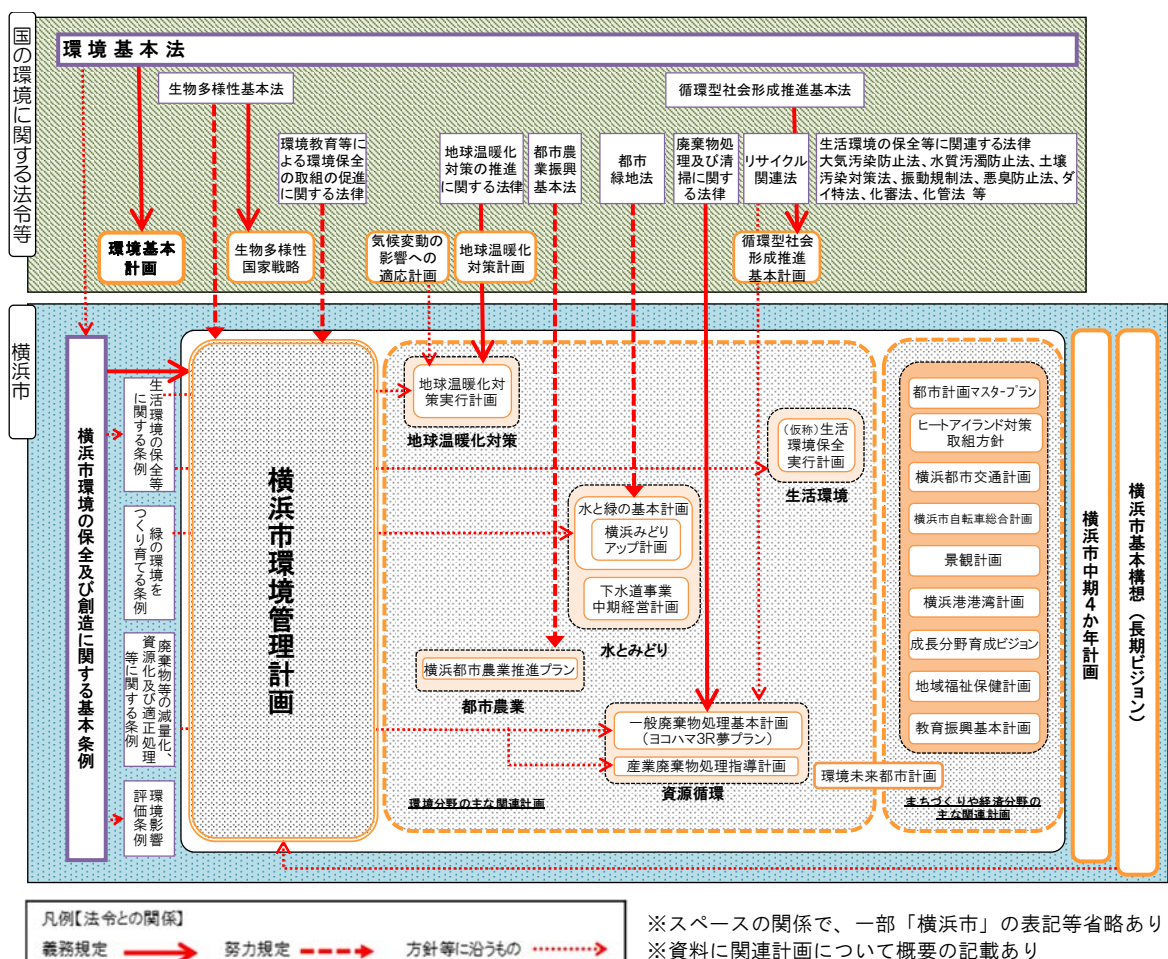 国の環境に関する法令等
環境基本法
生物多様性基本法
循環型社会形成推進基本法
環境教育等に
よる環境保全
の取組の促進
に関する法律
地球温暖化
対策の推進
に関する法律
都市農
業振興
基本法
都市
緑地法
廃棄物処
理及び清
掃に関す
る法律
リサイクル
関連法
生活環境の保全等に関連する法律
大気汚染防止法、水質汚濁防止法、土壌
汚染対策法、振動規制法、悪臭防止法、ダ
イ特法、化審法、化管法 等
環境基本
計画
生物多様性
国家戦略
気候変動の
影響への
適応計画
地球温暖化
対策計画
循環型社会
形成推進
基本計画
横浜市
横浜市環境の保全及び創造に関する基本条例
生活環境の保全等
に関する条例
緑の環境を
つくり育てる条例
廃棄物等の減量化、
資源化及び適正処理
等に関する条例
環境影響
評価条例
横浜市環境管理計画
地球温暖化対
策実行計画
地球温暖化対策
(仮称)生活
環境保全
実行計画
生活環境
水と緑の基本計画
横浜みどり
アップ計画
下水道事業
中期経営計画
水とみどり
横浜都市農業推進プラン
都市農業
一般廃棄物処理基本計画
(ヨコハマ3R夢プラン)
産業廃棄物処理指導計画
資源循環
環境分野の主な関連計画
環境未来都市計画
都市計画マスタープラン
ヒートアイランド対策
取組方針
横浜都市交通計画
横浜市自転車総合計画
景観計画
横浜港港湾計画
成長分野育成ビジョン
地域福祉保健計画
教育振興基本計画
まちづくりや経済分野の
主な関連計画
横浜市中期4か年計画
横浜市基本構想(長期ビジョン)
凡例【法令との関係】
義務規定 努力規定 方針等に沿うもの
※スペースの関係で、一部「横浜市」の表記等省略あり
※資料に関連計画について概要の記載あり